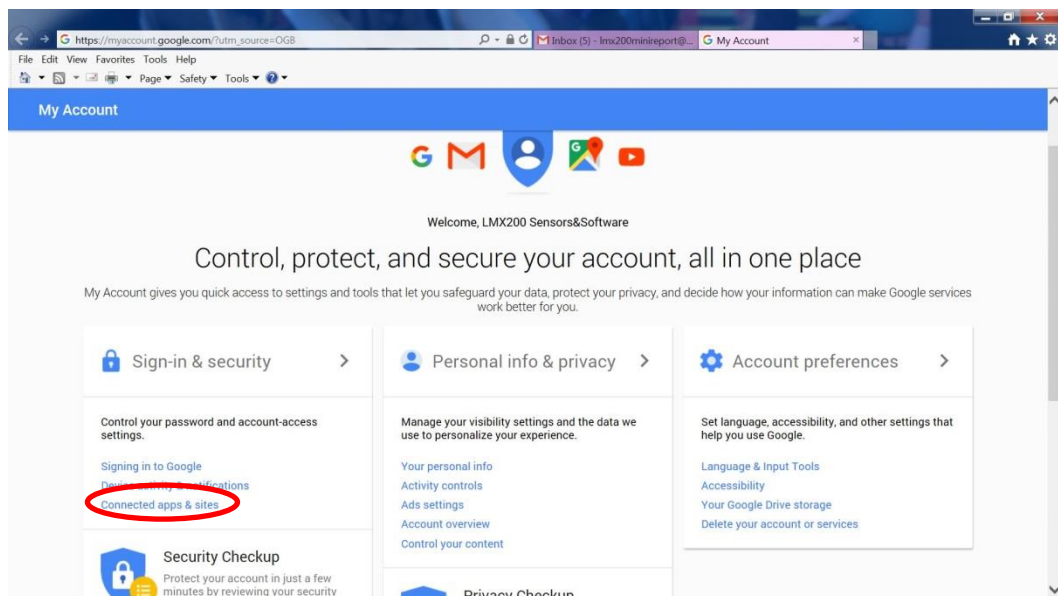 https://myaccount.google.com/?utm_source=OGB
Inbox (5) - lmx200minireport@...
G My Account
File Edit View Favorites Tools Help
Page Safety Tools
My Account
Welcome, LMX200 Sensors&Software
Control, protect, and secure your account, all in one place
My Account gives you quick access to settings and tools that let you safeguard your data, protect your privacy, and decide how your information can make Google services
work better for you.
Sign-in & security
Control your password and account-access
settings.
Signing in to Google
Device activity & notifications
Connected apps & sites
Security Checkup
Protect your account in just a few
minutes by reviewing your security
Personal info & privacy
Manage your visibility settings and the data we
use to personalize your experience.
Your personal info
Activity controls
Ads settings
Account overview
Control your content
Privacy Checkup
Account preferences
Set language, accessibility, and other settings that
help you use Google.
Language & Input Tools
Accessibility
Your Google Drive storage
Delete your account or services